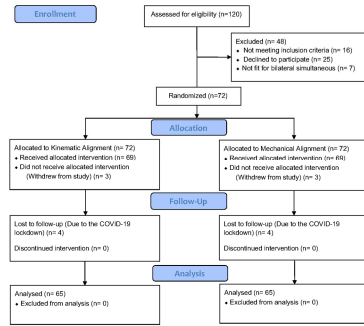 Enrollment
Assessed for eligibility (n=120)
Excluded (n= 48)
♦ Not meeting inclusion criteria (n= 16)
♦ Declined to participate (n= 25)
♦ Not fit for bilateral simultaneous (n= 7)
Randomized (n=72)
Allocation
Allocated to Kinematic Alignment (n= 72)
♦ Received allocated intervention (n= 69)
♦ Did not receive allocated intervention
(Withdrew from study) (n= 3)
Allocated to Mechanical Alignment (n= 72)
♦ Received allocated intervention (n= 69)
♦ Did not receive allocated intervention
(Withdrew from study) (n= 3)
Follow-Up
Lost to follow-up (Due to the COVID-19
lockdown) (n= 4)
Discontinued intervention (n= 0)
Lost to follow-up (Due to the COVID-19
lockdown) (n= 4)
Discontinued intervention (n= 0)
Analysis
Analysed (n= 65)
♦ Excluded from analysis (n= 0)
Analysed (n= 65)
♦ Excluded from analysis (n= 0)